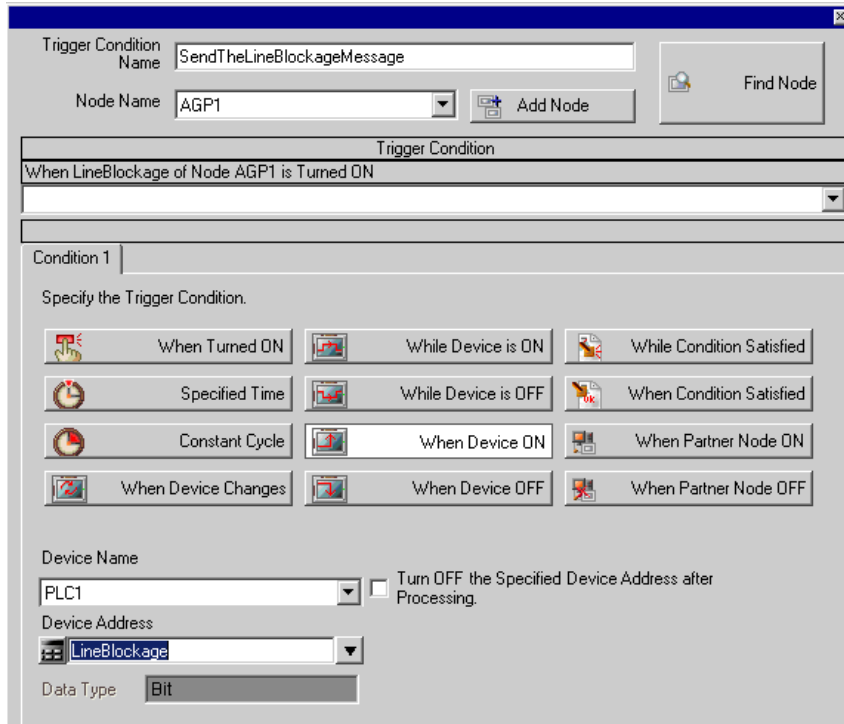 Trigger Condition
Name
SendTheLineBlockageMessage
Find Node
Node Name
AGP1
Add Node
Trigger Condition
When LineBlockage of Node AGP1 is Turned ON
Condition 1
Specify the Trigger Condition.
When Turned ON
While Device is ON
While Condition Satisfied
Specified Time
While Device is OFF
When Condition Satisfied
Constant Cycle
When Device ON
When Partner Node ON
When Device Changes
When Device OFF
When Partner Node OFF
Device Name
PLC1
Turn OFF the Specified Device Address after
Processing.
Device Address
LineBlockage
Data Type
Bit